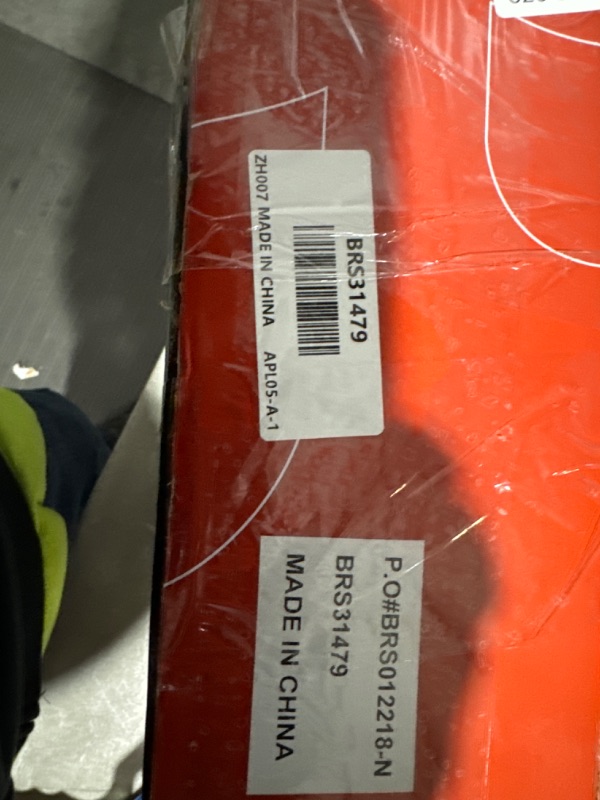 BRS31479
ZH007 MADE IN CHINA APL05-A-1
P.O#BRS012218-N
BRS31479
MADE IN CHINA